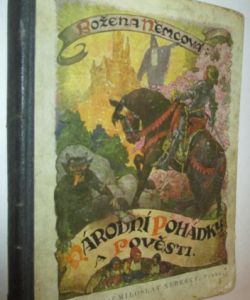 BOŽENA NĚMCOVÁ
NÁRODNÍ POHÁDKY
A POVĚSTI.